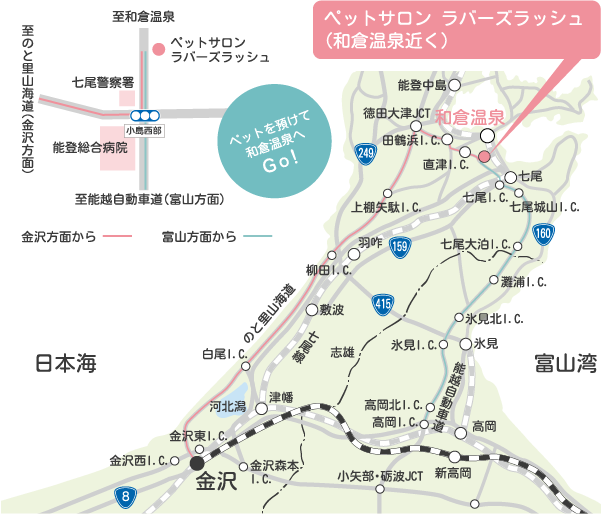 至和倉温泉
ペットサロン
ラバーズラッシュ
至のと里山海道(金沢方面)
七尾警察署
小島西部
能登総合病院
至能越自動車道(富山方面)
ペットを預けて
和倉温泉へ
Go!
金沢方面から
富山方面から
ペットサロン ラバーズラッシュ
(和倉温泉近く)
能登中島
徳田大津JCT
和倉温泉
田鶴浜I.C.
249
直津I.C.
七尾
七尾I.C.
上棚矢駄I.C.
七尾城山I.C.
160
羽咋
159
七尾大泊I.C.
柳田I.C.
灘浦I.C.
のと里山海道
敷波
415
氷見北I.C.
七尾線
志雄
氷見I.C.
氷見
白尾I.C.
日本海
富山湾
能越自動車道
河北潟
津幡
高岡北I.C.
高岡I.C.
高岡
金沢東I.C.
金沢西I.C.
金沢
金沢森本
I.C.
小矢部・砺波JCT
新高岡
8